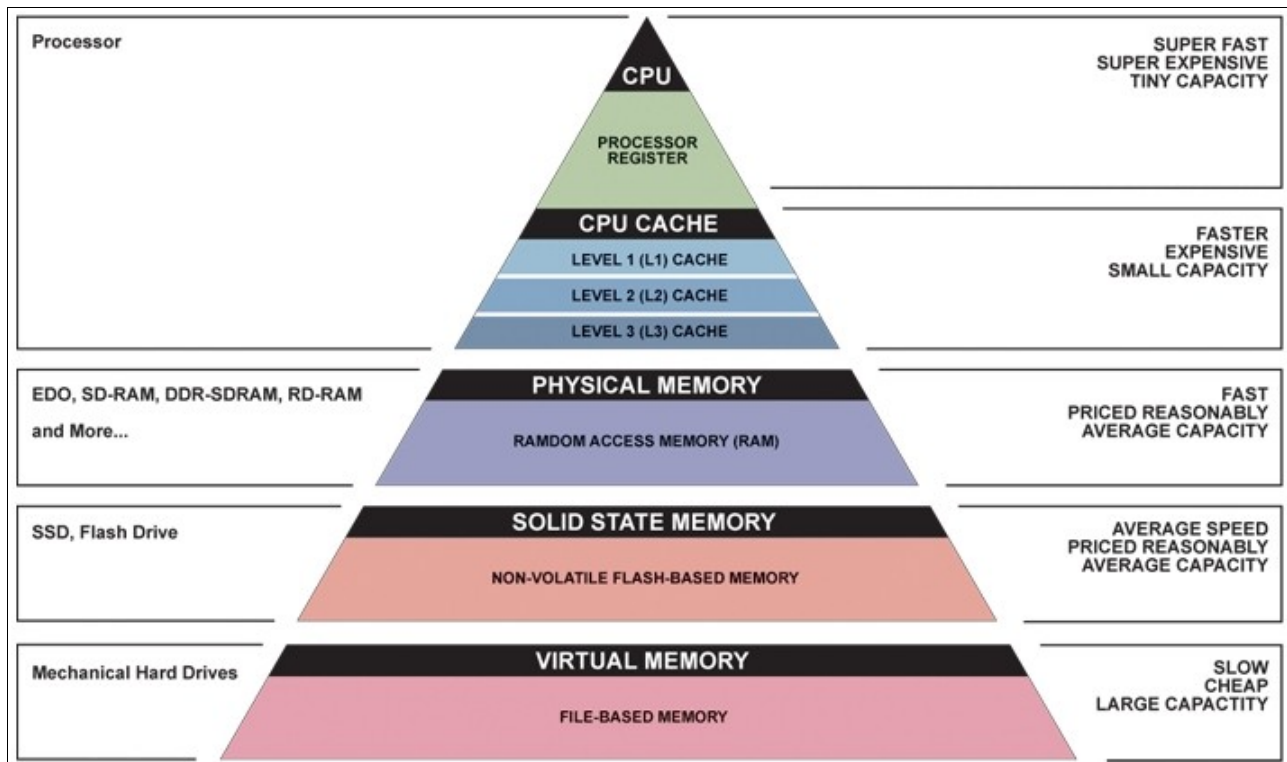 Processor
CPU
SUPER FAST
SUPER EXPENSIVE
TINY CAPACITY
PROCESSOR
REGISTER
CPU CACHE
LEVEL 1 (L1) CACHE
LEVEL 2 (L2) CACHE
LEVEL 3 (L3) CACHE
FASTER
EXPENSIVE
SMALL CAPACITY
EDO, SD-RAM, DDR-SDRAM, RD-RAM
and More...
PHYSICAL MEMORY
RAMDOM ACCESS MEMORY (RAM)
FAST
PRICED REASONABLY
AVERAGE CAPACITY
SSD, Flash Drive
SOLID STATE MEMORY
NON-VOLATILE FLASH-BASED MEMORY
AVERAGE SPEED
PRICED REASONABLY
AVERAGE CAPACITY
Mechanical Hard Drives
VIRTUAL MEMORY
FILE-BASED MEMORY
SLOW
CHEAP
LARGE CAPACTITY